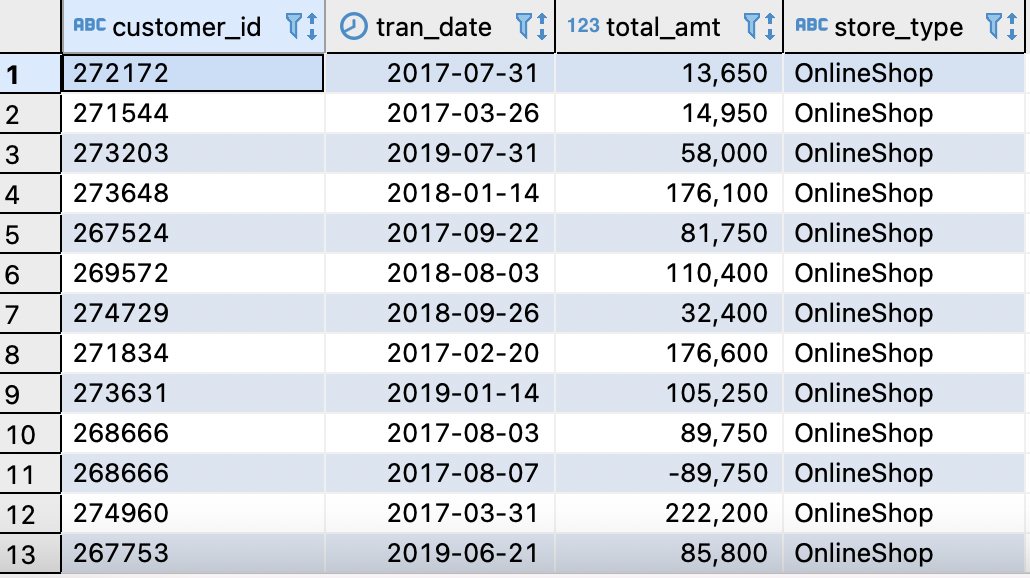 ABC customer_id tran_date 123 total_amt ABC store_type
1 272172 2017-07-31 13,650 OnlineShop
2 271544 2017-03-26 14,950 OnlineShop
3 273203 2019-07-31 58,000 OnlineShop
4 273648 2018-01-14 176,100 OnlineShop
5 267524 2017-09-22 81,750 OnlineShop
6 269572 2018-08-03 110,400 OnlineShop
7 274729 2018-09-26 32,400 OnlineShop
8 271834 2017-02-20 176,600 OnlineShop
9 273631 2019-01-14 105,250 OnlineShop
10 268666 2017-08-03 89,750 OnlineShop
11 268666 2017-08-07 -89,750 OnlineShop
12 274960 2017-03-31 222,200 OnlineShop
13 267753 2019-06-21 85,800 OnlineShop